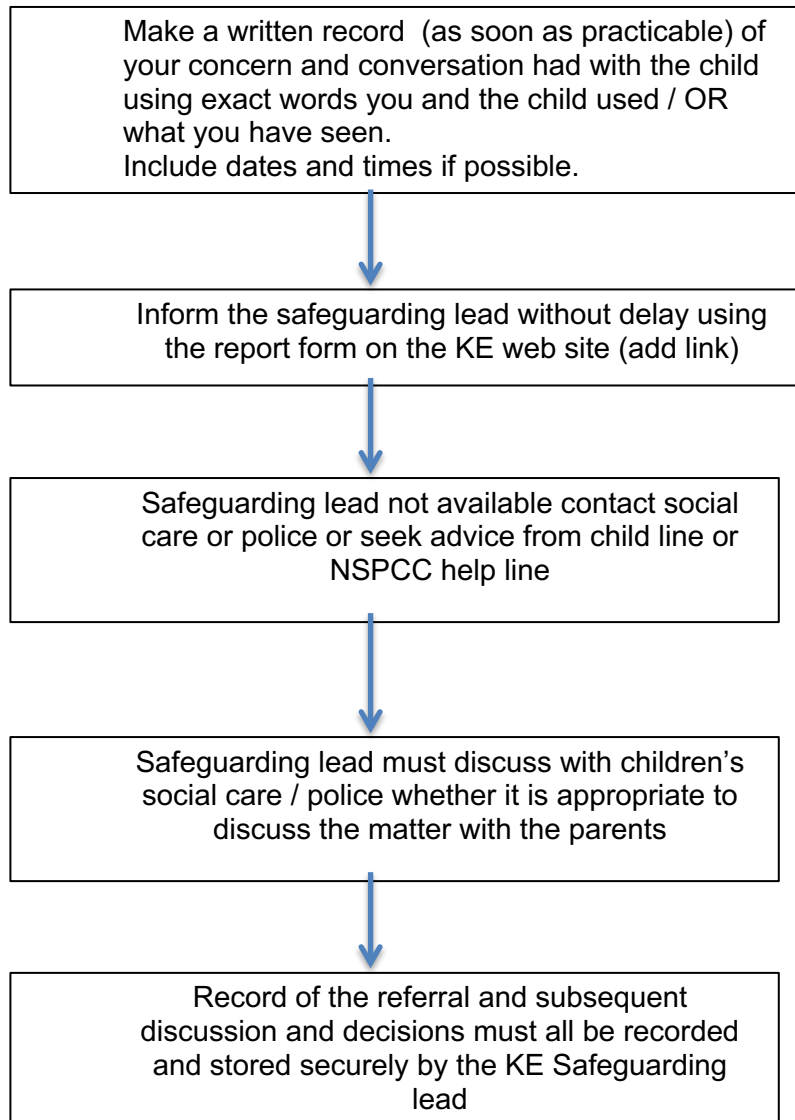 Make a written record  (as soon as practicable) of
your concern and conversation had with the child
using exact words you and the child used / OR
what you have seen.
Include dates and times if possible.
Inform the safeguarding lead without delay using
the report form on the KE web site (add link)
Safeguarding lead not available contact social
care or police or seek advice from child line or
NSPCC help line
Safeguarding lead must discuss with children’s
social care / police whether it is appropriate to
discuss the matter with the parents
Record of the referral and subsequent
discussion and decisions must all be recorded
and stored securely by the KE Safeguarding
lead